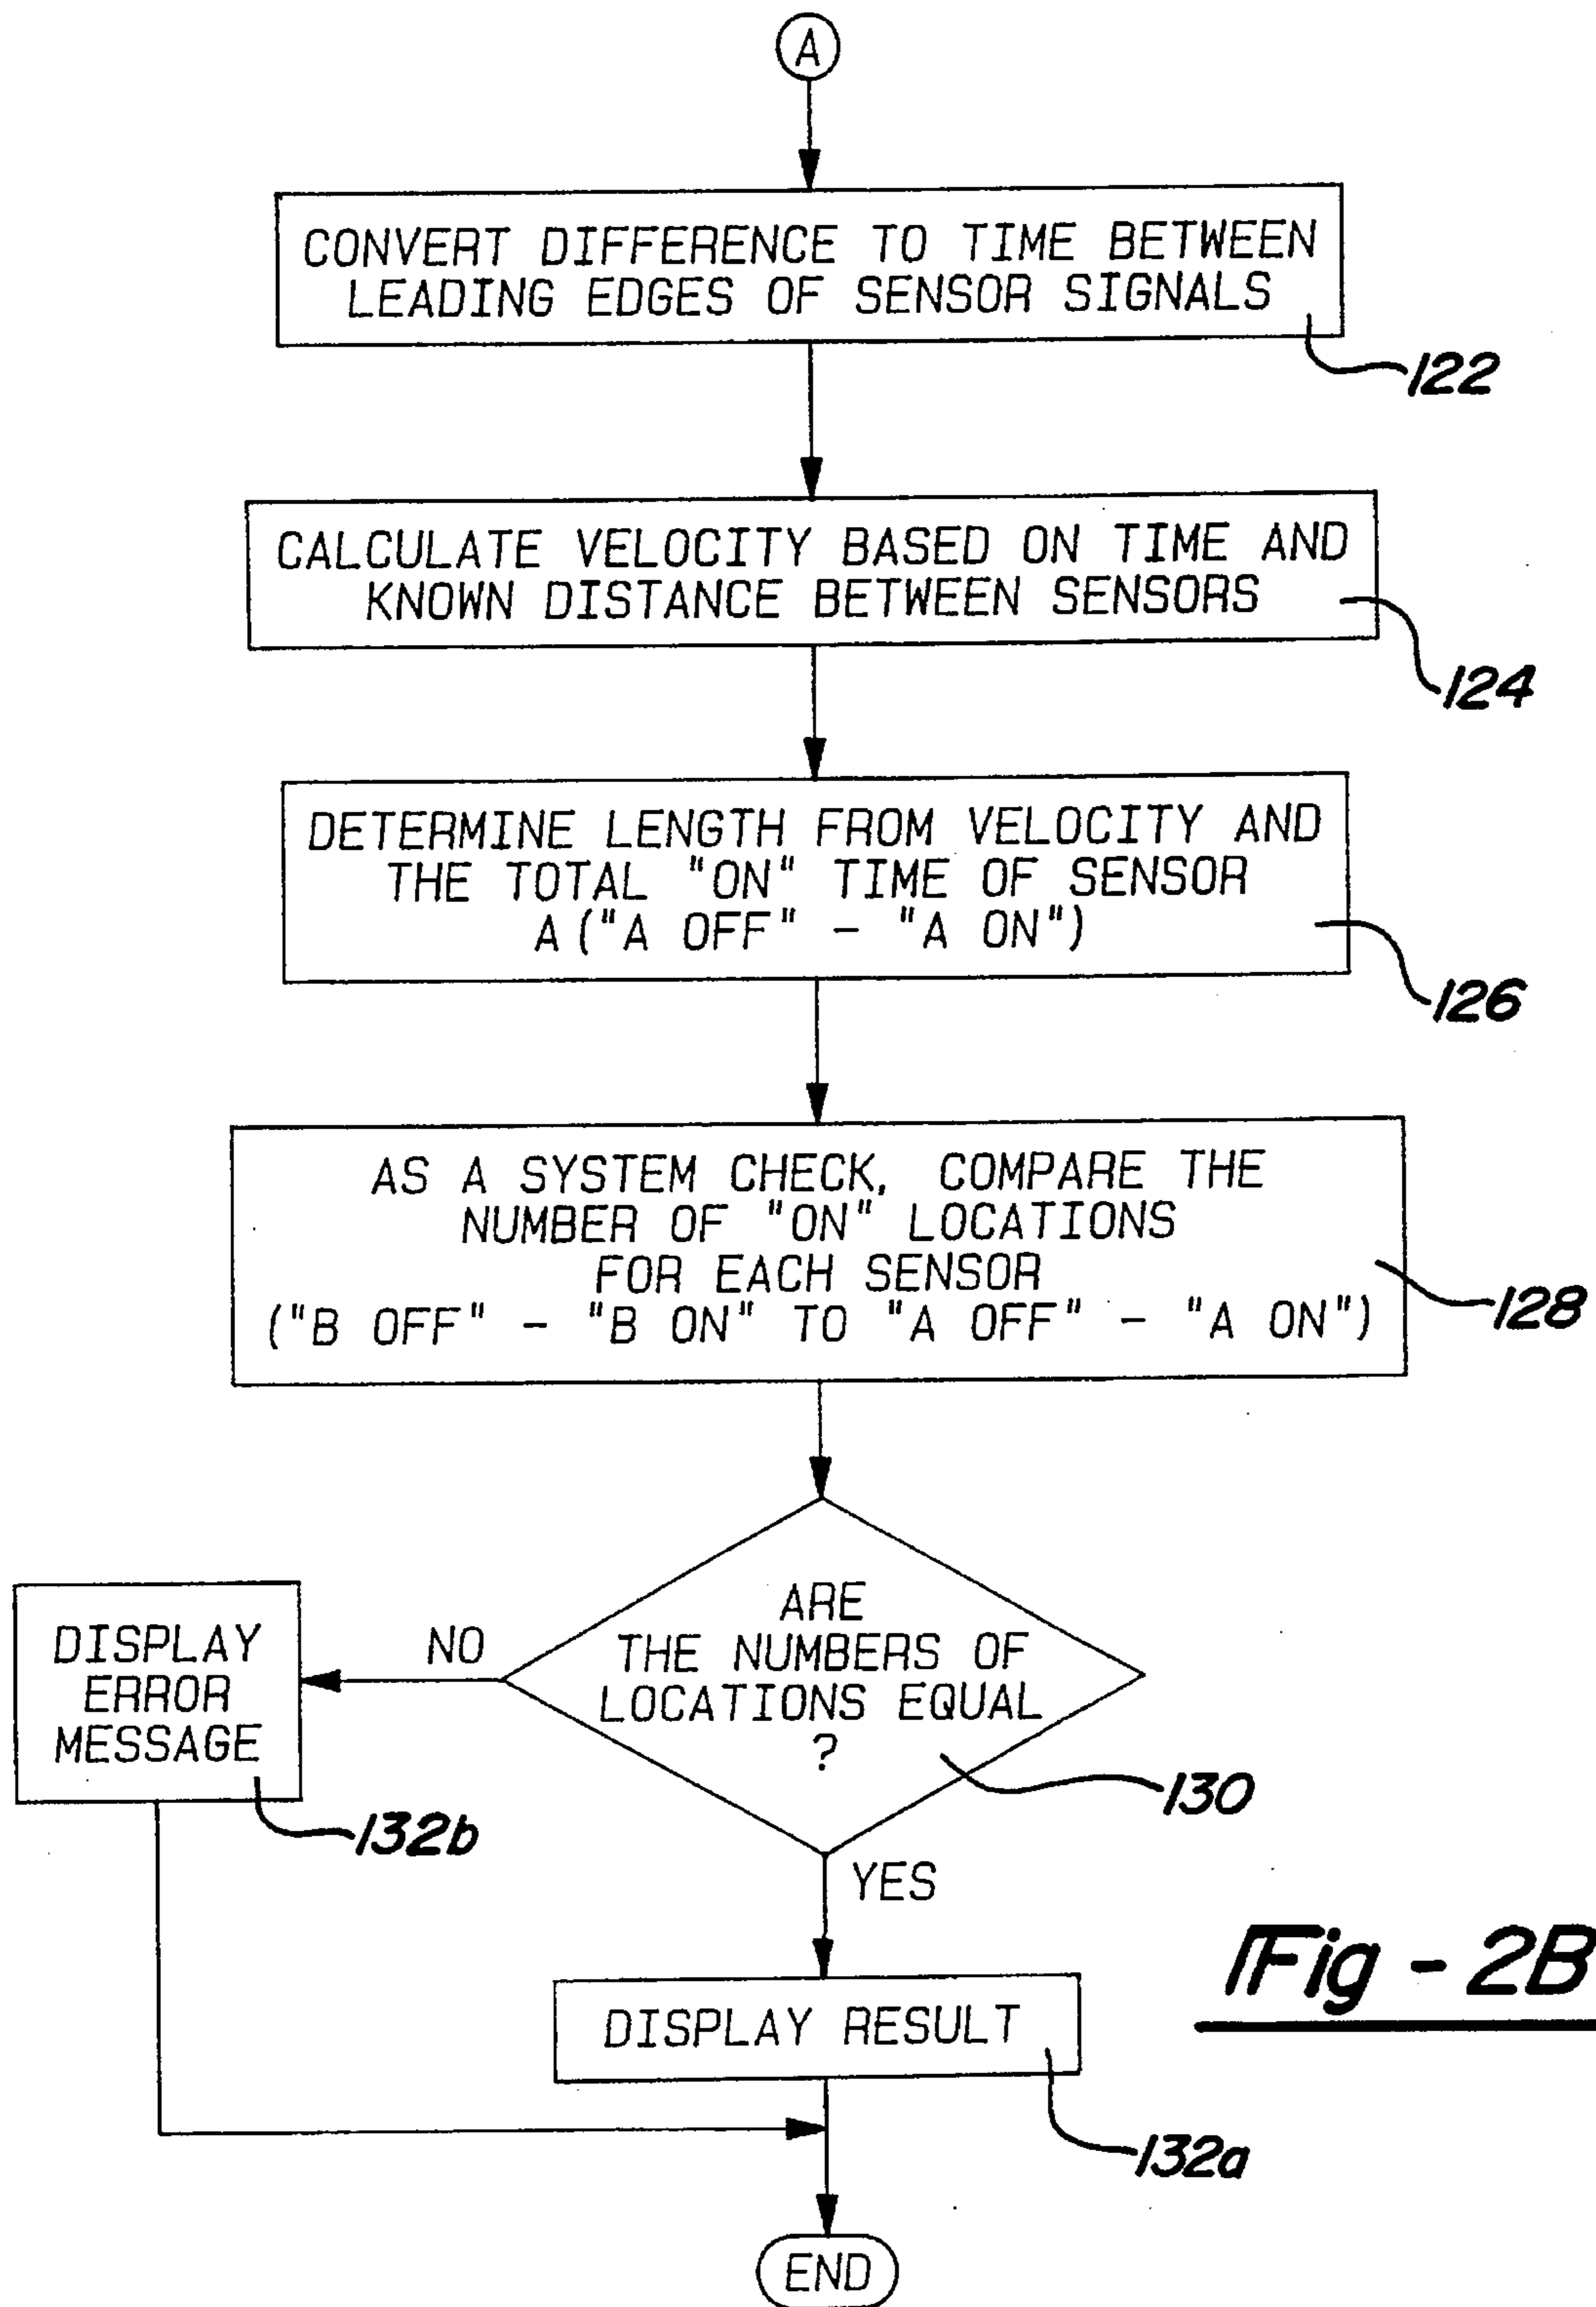 A
CONVERT DIFFERENCE TO TIME BETWEEN
LEADING EDGES OF SENSOR SIGNALS
122
CALCULATE VELOCITY BASED ON TIME AND
KNOWN DISTANCE BETWEEN SENSORS
124
DETERMINE LENGTH FROM VELOCITY AND
THE TOTAL "ON" TIME OF SENSOR
A ("A OFF" - "A ON")
126
AS A SYSTEM CHECK, COMPARE THE
NUMBER OF "ON" LOCATIONS
FOR EACH SENSOR
("B OFF" - "B ON" TO "A OFF" - "A ON")
128
ARE
THE NUMBERS OF
LOCATIONS EQUAL
?
130
NO
DISPLAY
ERROR
MESSAGE
132b
YES
DISPLAY RESULT
132a
END
Fig - 2B